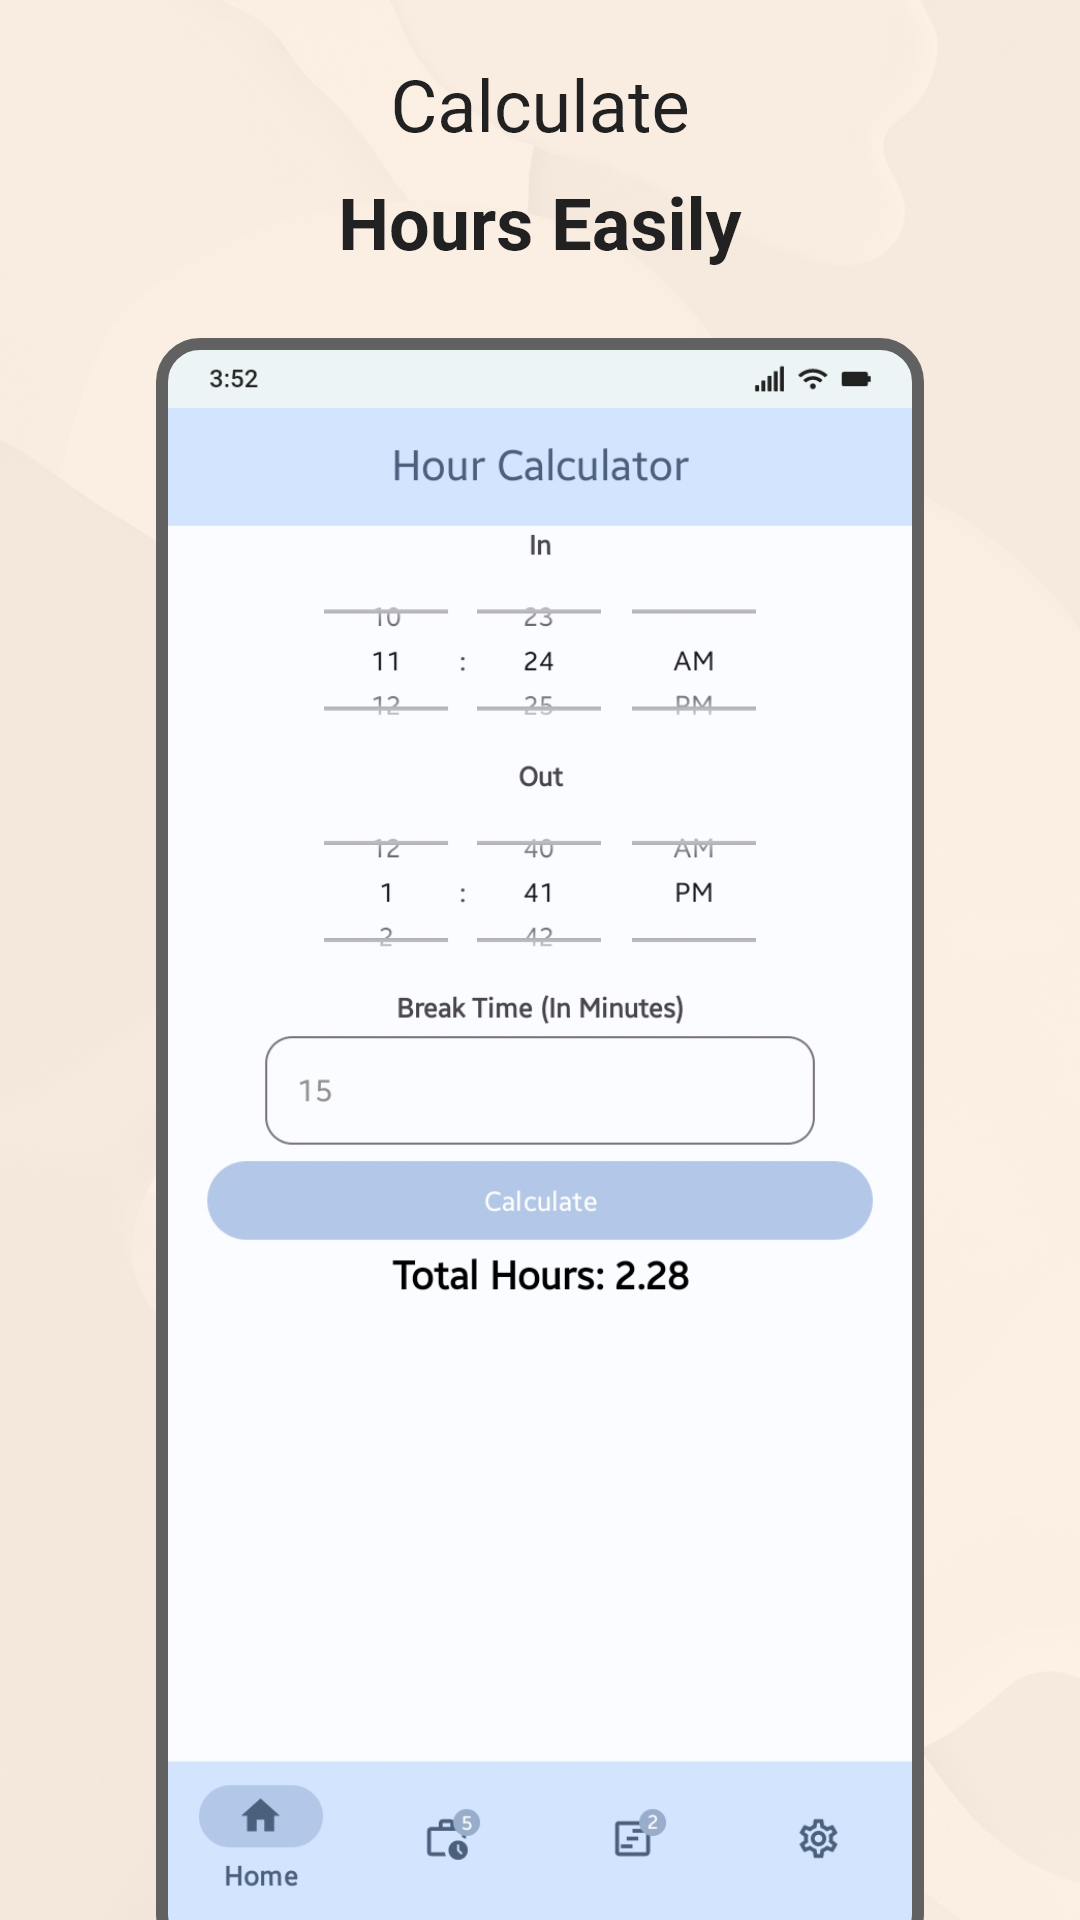 Calculate
Hours Easily
3:52
Hour Calculator
In
10 23
11 : 24 AM
12 25 PM
Out
12 40 AM
1 : 41 PM
2 42
Break Time (In Minutes)
15
Calculate
Total Hours: 2.28
5 2
Home